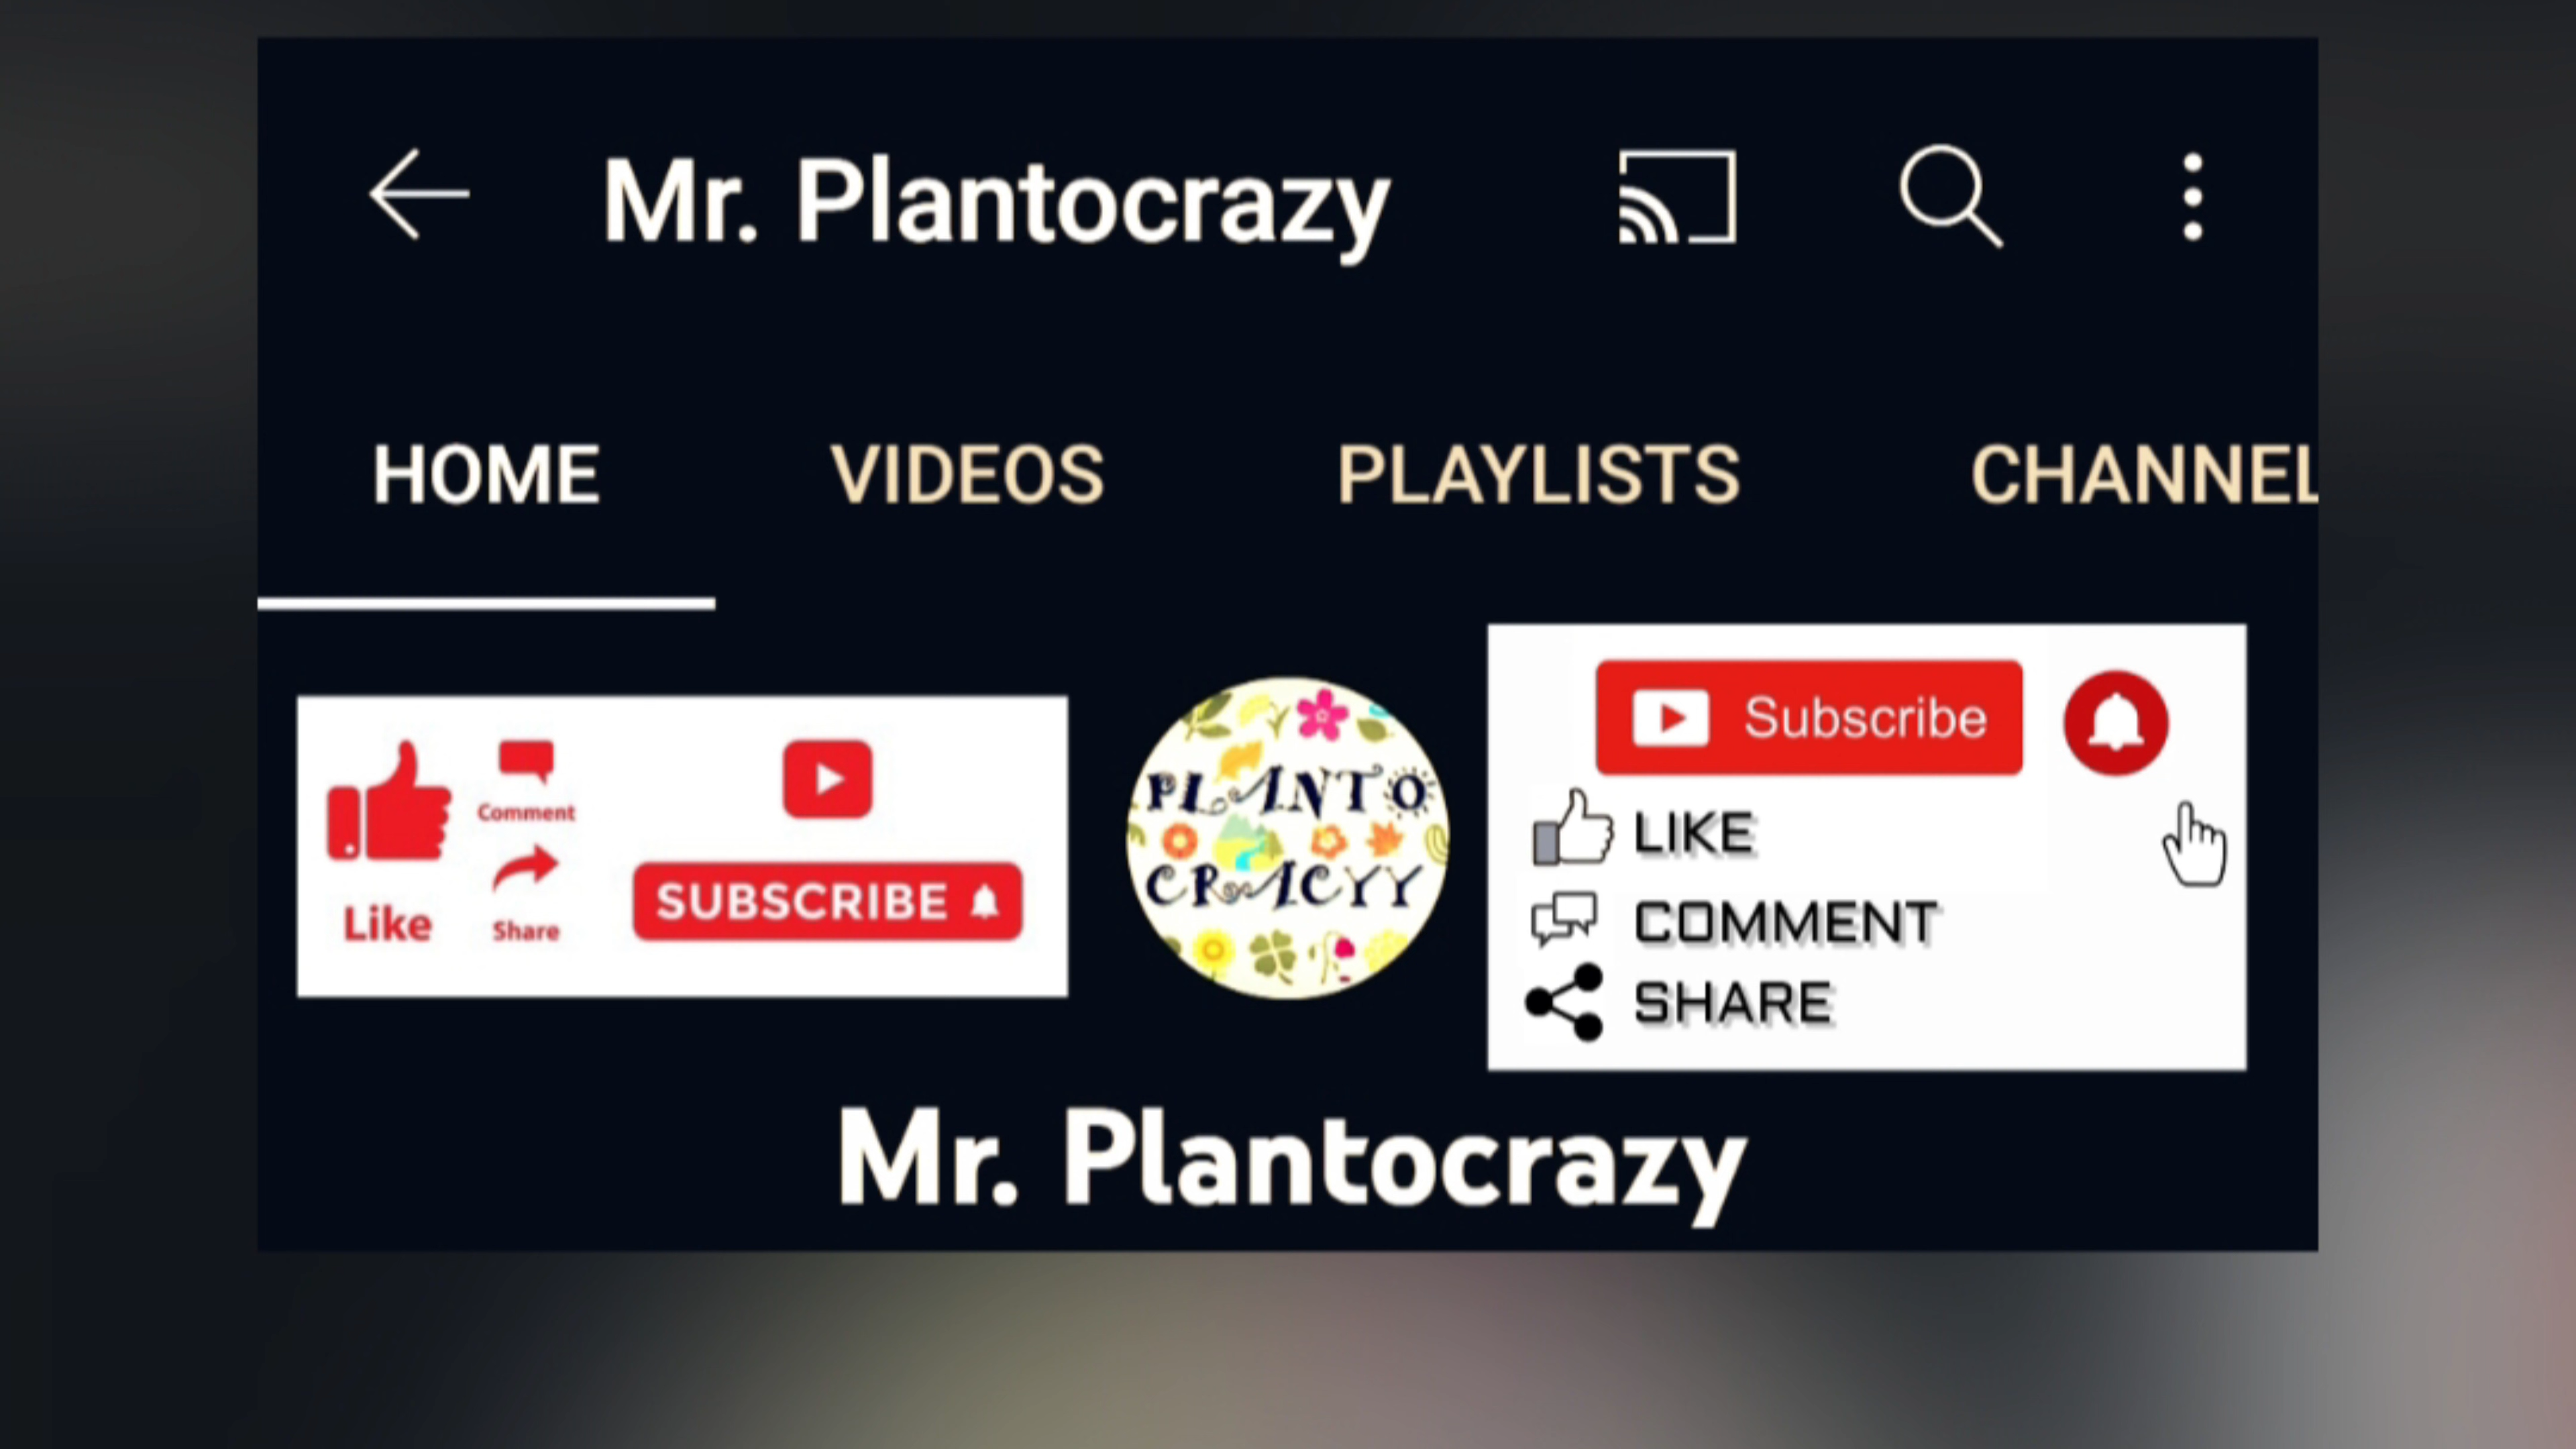 Mr. Plantocrazy
HOME VIDEOS PLAYLISTS CHANNEL
Like
Comment
Share
SUBSCRIBE
PLANTO
CRACYY
Subscribe
LIKE
COMMENT
SHARE
Mr. Plantocrazy